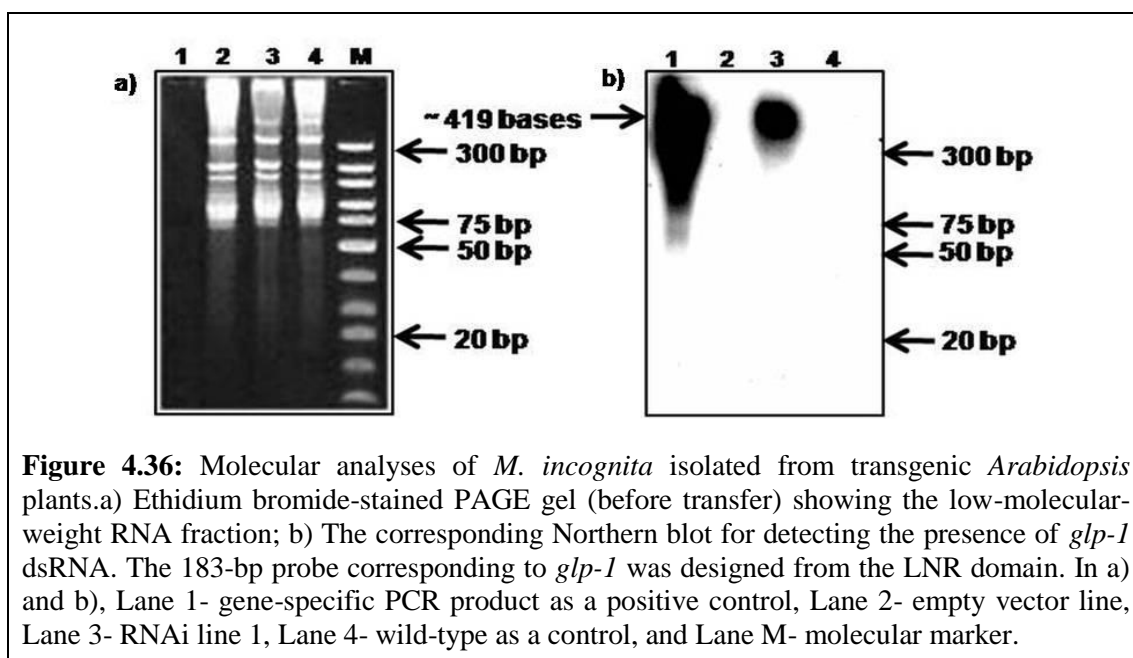 1 2 3 4 M
a)
300 bp
75 bp
50 bp
20 bp
1 2 3 4
b)
~419 bases
300 bp
75 bp
50 bp
20 bp
Figure 4.36: Molecular analyses of M. incognita isolated from transgenic Arabidopsis
plants.a) Ethidium bromide-stained PAGE gel (before transfer) showing the low-molecular-
weight RNA fraction; b) The corresponding Northern blot for detecting the presence of glp-1
dsRNA. The 183-bp probe corresponding to glp-1 was designed from the LNR domain. In a)
and b), Lane 1- gene-specific PCR product as a positive control, Lane 2- empty vector line,
Lane 3- RNAi line 1, Lane 4- wild-type as a control, and Lane M- molecular marker.